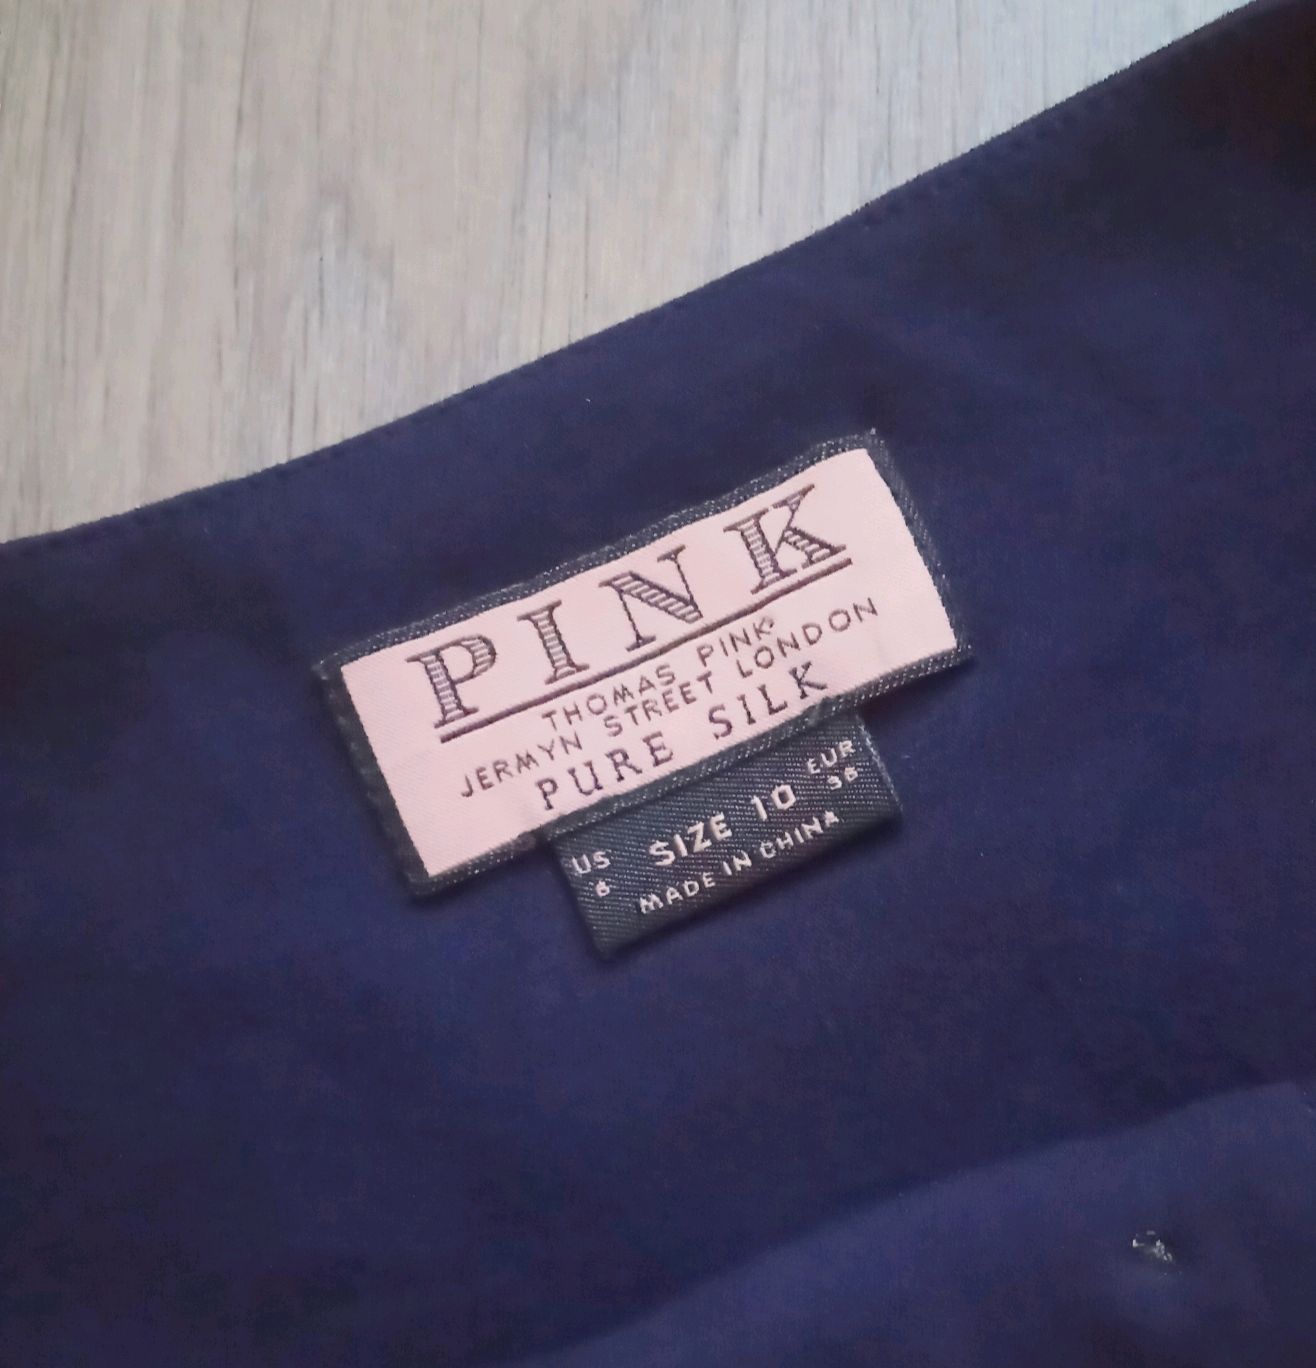 PINK
THOMAS PINK
JERMYN STREET LONDON
PURE SILK
US SIZE 10 EUR
6 MADE IN CHINA 38